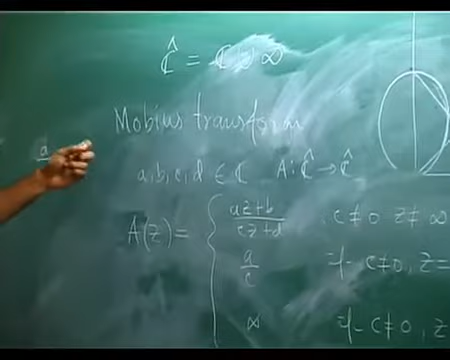 Ĉ = ℂ ∪ ∞
Mobius transform
a
a, b, c, d ∈ ℂ A: Ĉ → Ĉ
A(z) = { az+b / cz+d , c ≠ 0 z ≠ ∞
a/c if c ≠ 0, z =
∞ if c ≠ 0, z